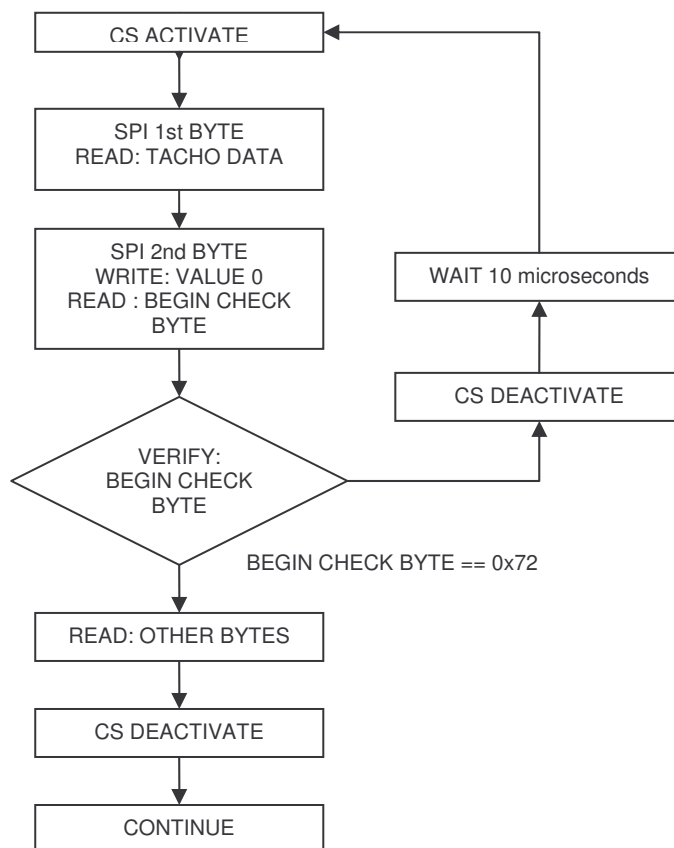 CS ACTIVATE
SPI 1st BYTE
READ: TACHO DATA
SPI 2nd BYTE
WRITE: VALUE 0
READ : BEGIN CHECK
BYTE
WAIT 10 microseconds
CS DEACTIVATE
VERIFY:
BEGIN CHECK
BYTE
BEGIN CHECK BYTE == 0x72
READ: OTHER BYTES
CS DEACTIVATE
CONTINUE